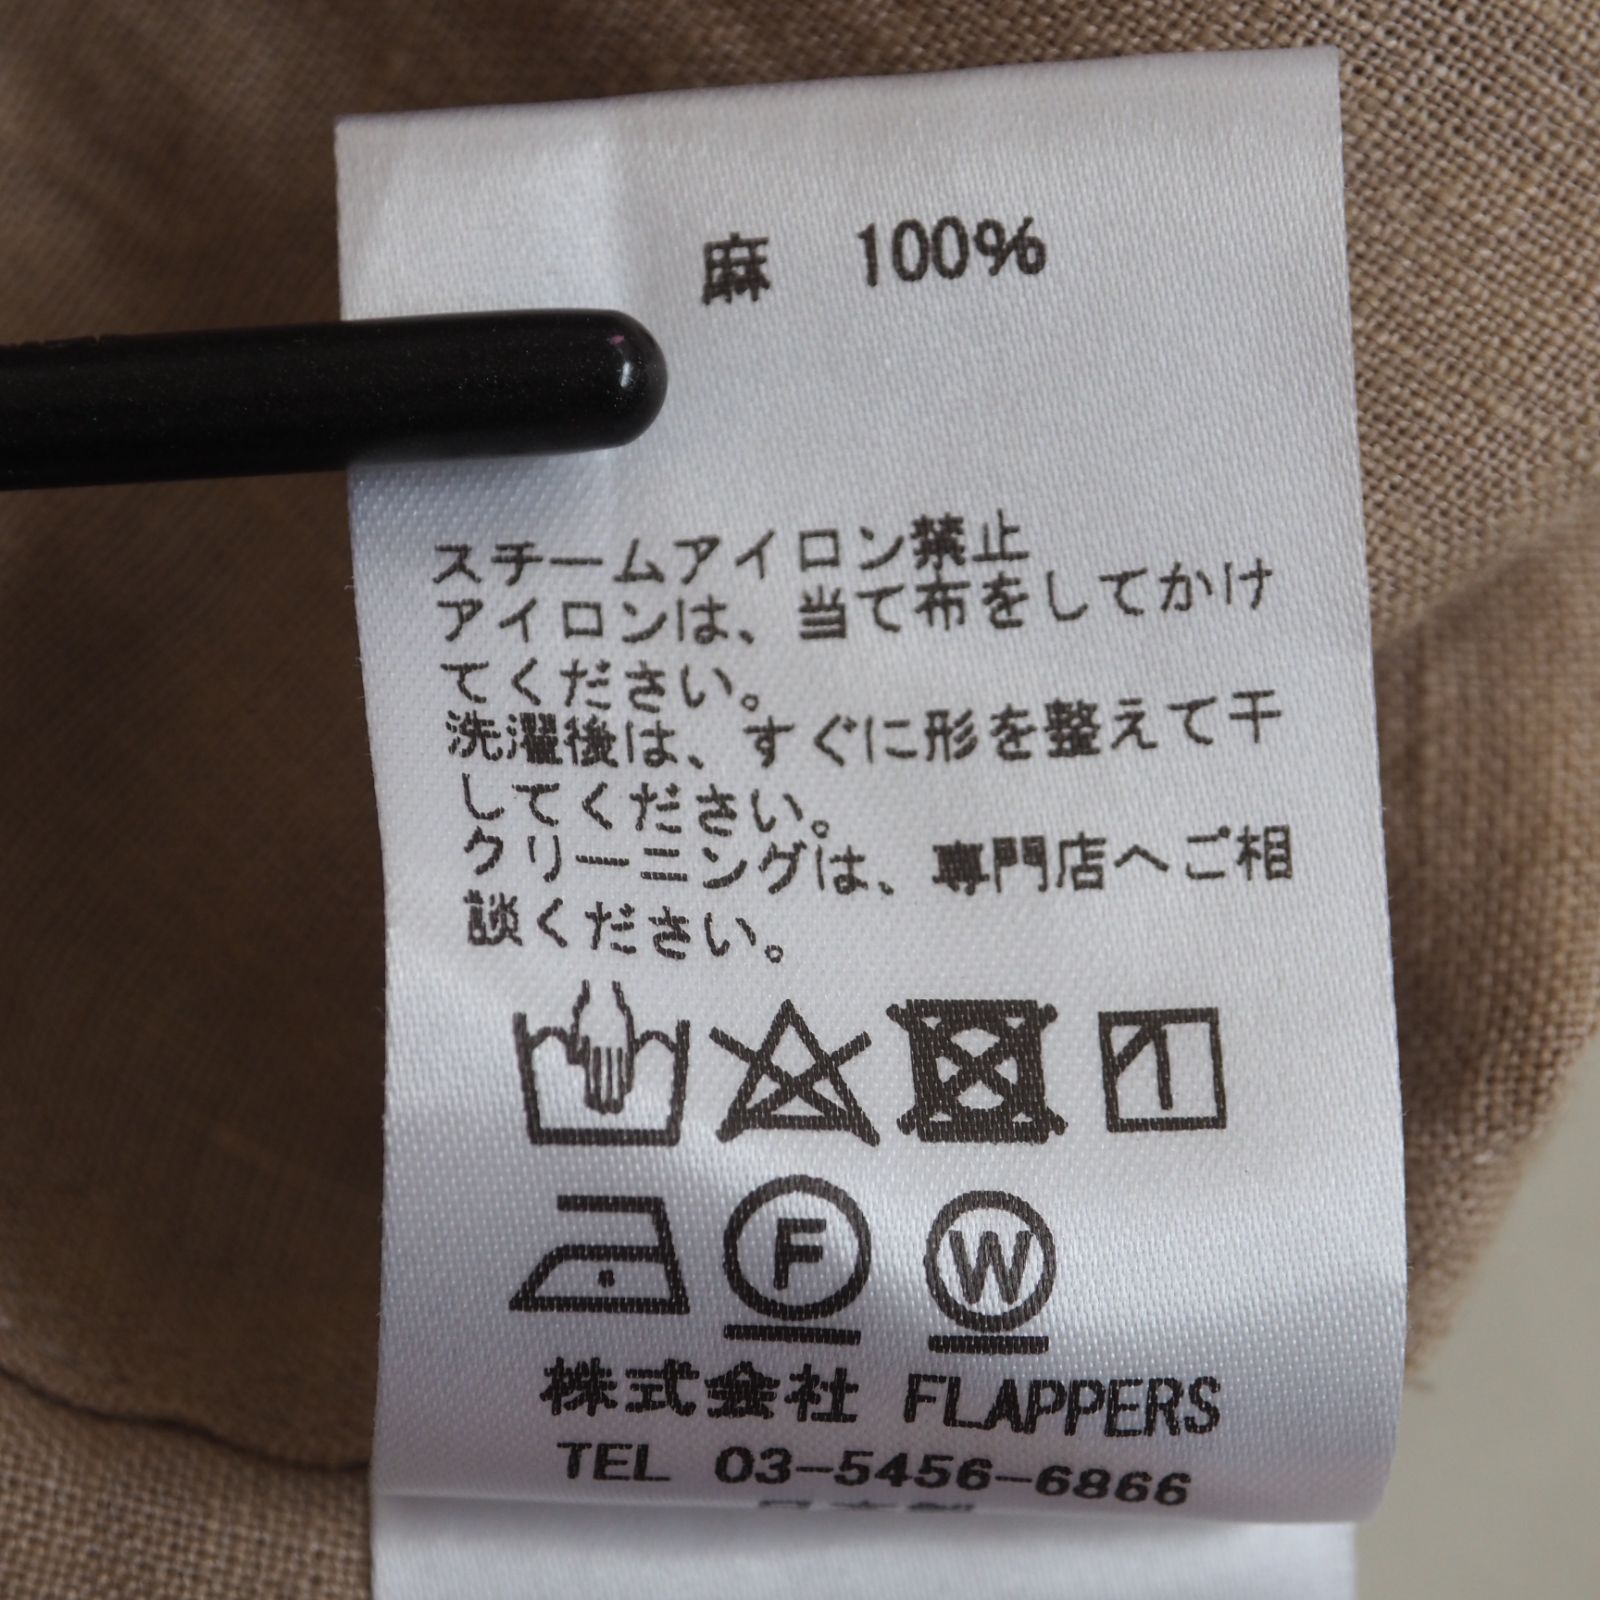 麻　100%
スチームアイロン禁止
アイロンは、当て布をしてかけ
てください。
洗濯後は、すぐに形を整えて干
してください。
クリーニングは、専門店へご相
談ください。
F W
株式会社 FLAPPERS
TEL 03-5456-6866